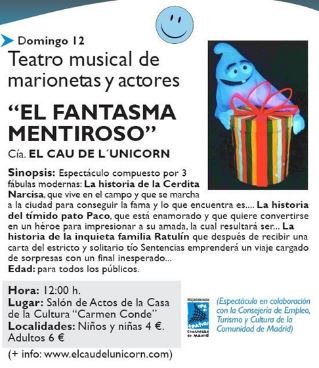 Domingo 12
Teatro musical de
marionetas y actores
“EL FANTASMA
MENTIROSO”
Cía. EL CAU DE L´UNICORN
Sinopsis: Espectáculo compuesto por 3
fábulas modernas: La historia de la Cerdita
Narcisa, que vive en el campo y que se marcha
a la ciudad para conseguir la fama y lo que encuentra es.... La historia
del tímido pato Paco, que está enamorado y que quiere convertirse
en un héroe para impresionar a su amada, la cual resultará ser... La
historia de la inquieta familia Ratulín que después de recibir una
carta del estricto y solitario tío Sentencias emprenderá un viaje cargado
de sorpresas con un final inesperado...
Edad: para todos los públicos.
Hora: 12:00 h.
Lugar: Salón de Actos de la Casa
de la Cultura “Carmen Conde”
Localidades: Niños y niñas 4 €.
Adultos 6 €
(+ info: www.elcaudelunicorn.com)
(Espectáculo en colaboración
con la Consejería de Empleo,
Turismo y Cultura de la
Comunidad de Madrid)